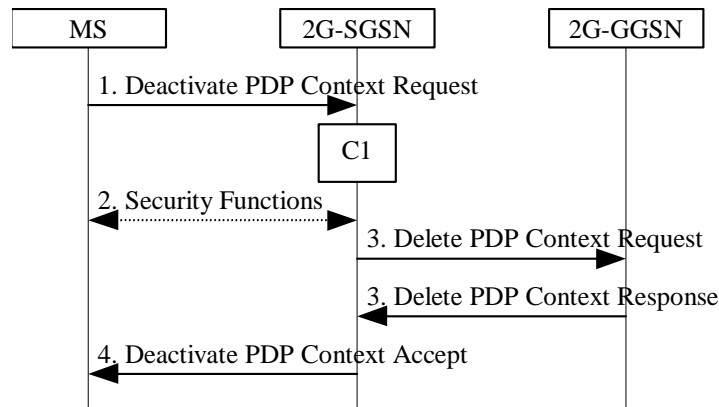 MS
2G-SGSN
2G-GGSN
1. Deactivate PDP Context Request
C1
2. Security Functions
3. Delete PDP Context Request
3. Delete PDP Context Response
4. Deactivate PDP Context Accept